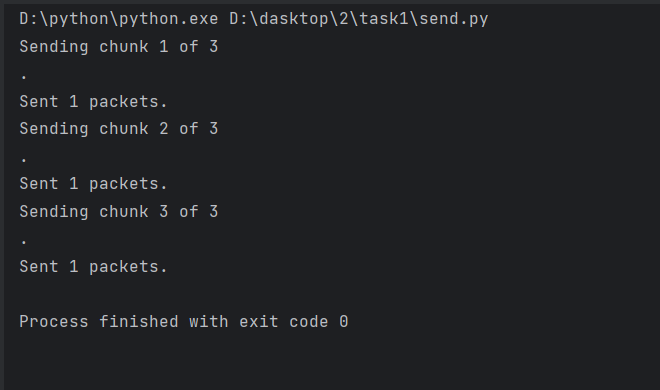 D:\python\python.exe D:\dasktop\2\task1\send.py
Sending chunk 1 of 3
.
Sent 1 packets.
Sending chunk 2 of 3
.
Sent 1 packets.
Sending chunk 3 of 3
.
Sent 1 packets.
Process finished with exit code 0